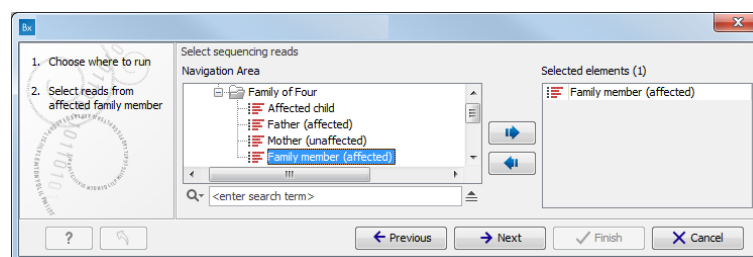 Bx
X
1. Choose where to run
2. Select reads from
affected family member
Select sequencing reads
Navigation Area
Family of Four
Affected child
Father (affected)
Mother (unaffected)
Family member (affected)
<enter search term>
Selected elements (1)
Family member (affected)
?
Previous
Next
Finish
Cancel